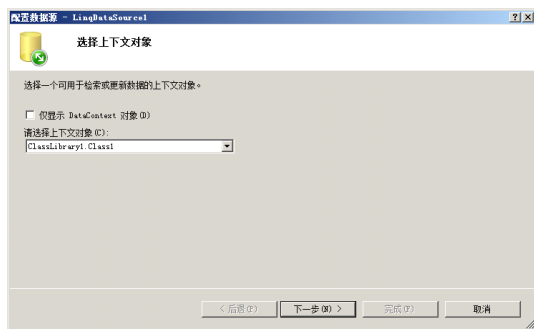 配置数据源 - LinqDataSource1
选择上下文对象
选择一个可用于检索或更新数据的上下文对象。
仅显示 DataContext 对象(D)
请选择上下文对象(C):
ClassLibrary1.Class1
< 后退(P) 下一步(N) > 完成(F) 取消